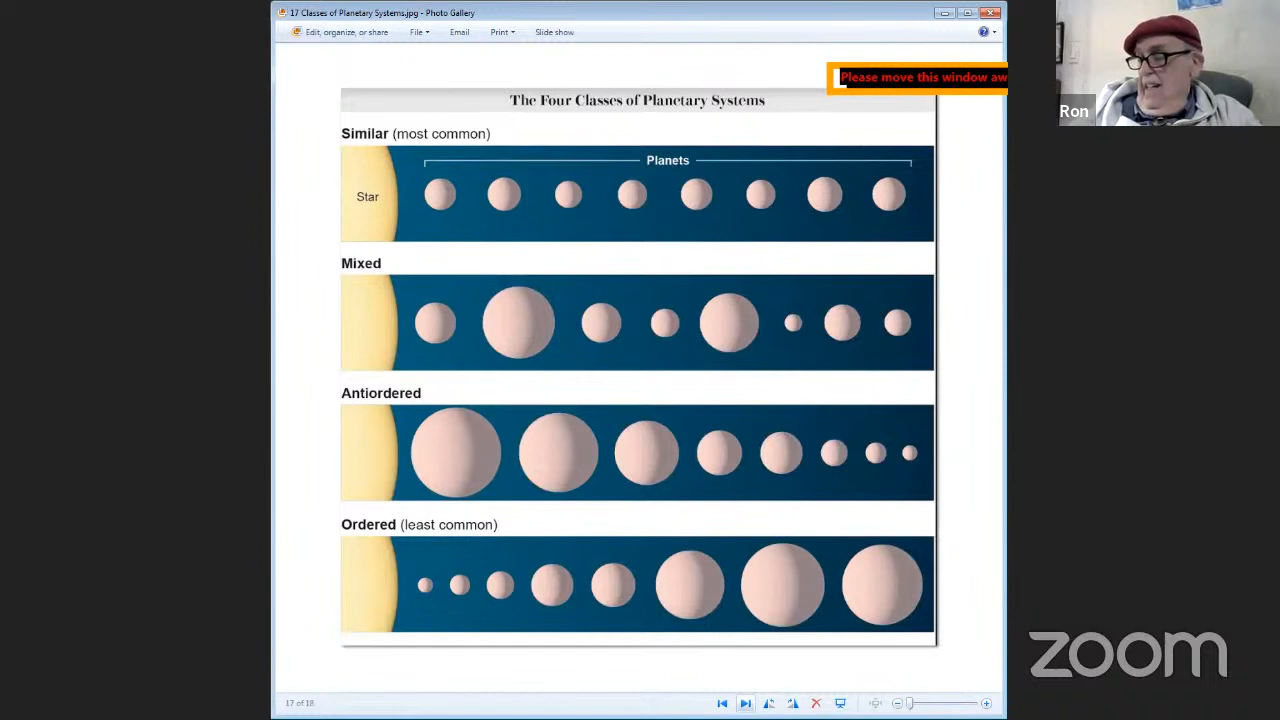 17 Classes of Planetary Systems.jpg - Photo Gallery
Edit, organize, or share File Email Print Slide show
Please move this window aw
Ron
The Four Classes of Planetary Systems
Similar (most common)
Planets
Star
Mixed
Antiordered
Ordered (least common)
zoom
17 of 18